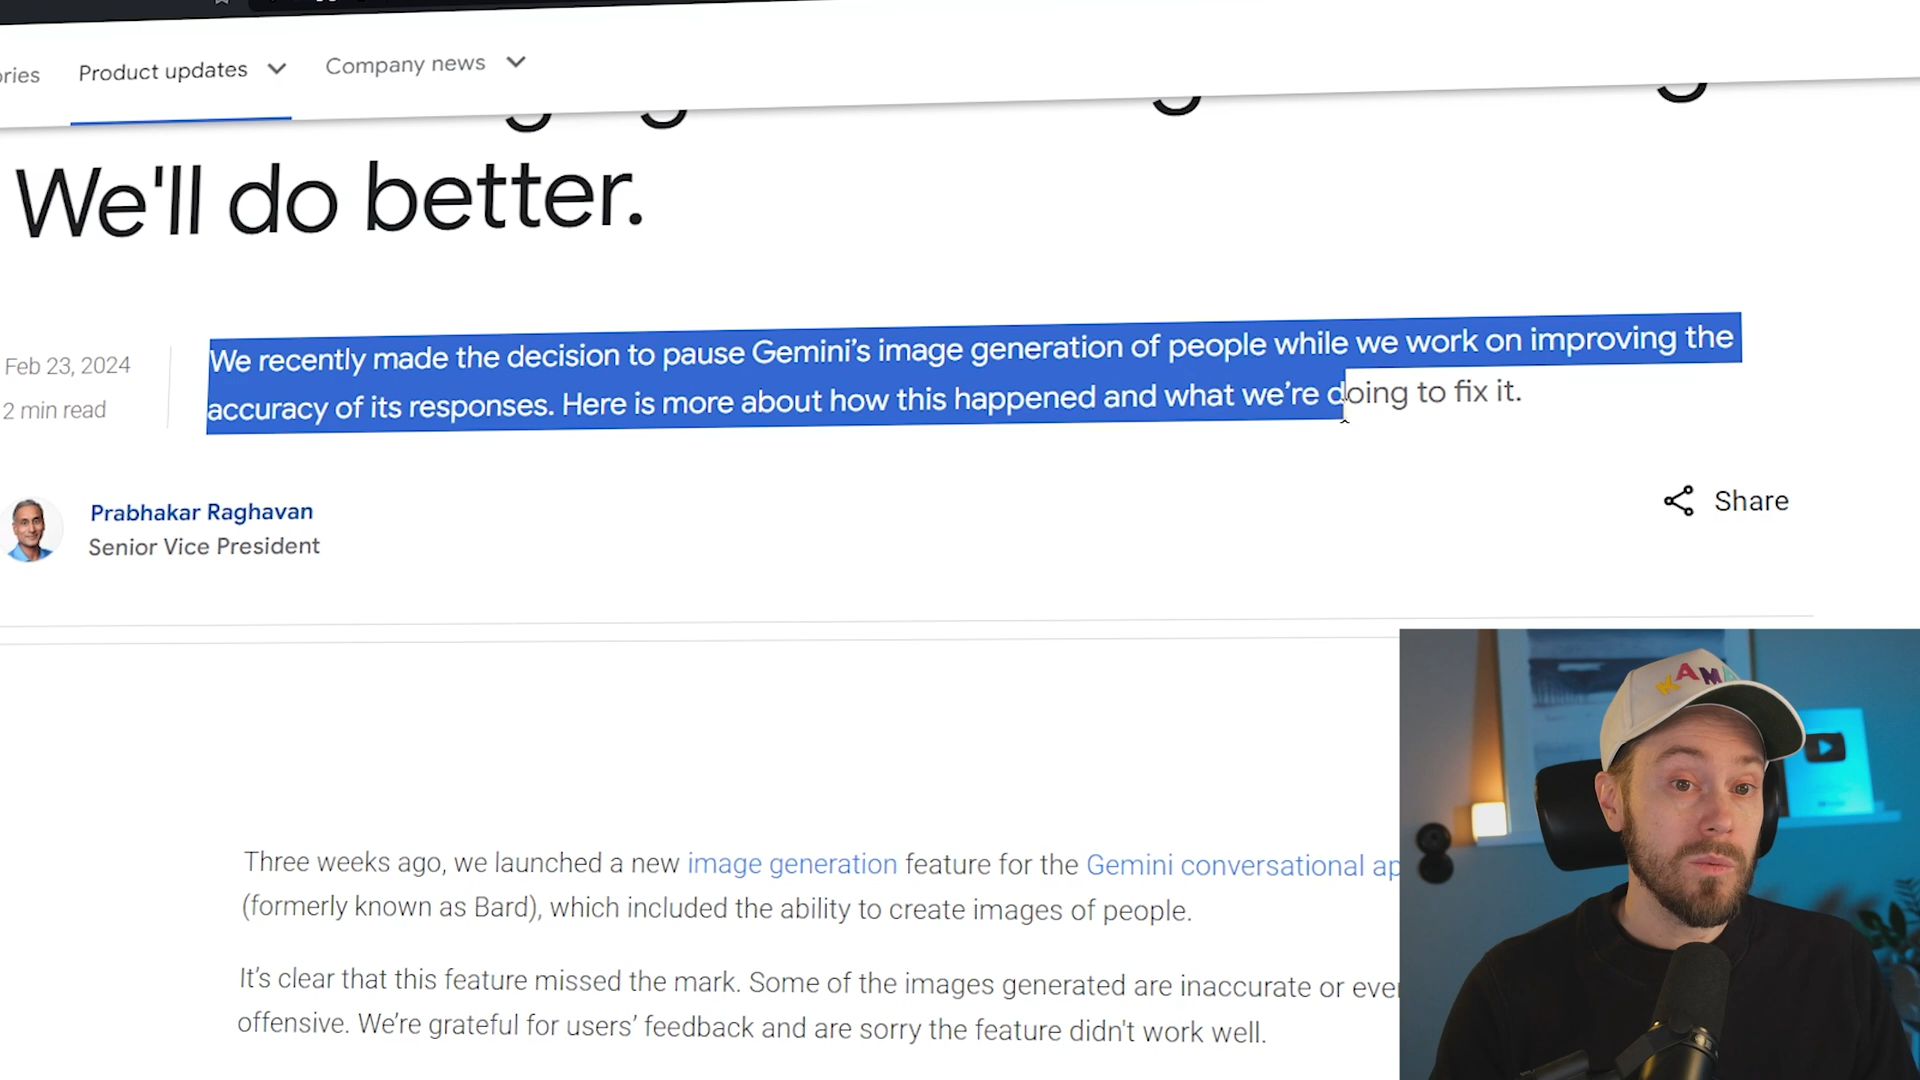 Product updates
Company news
We'll do better.
Feb 23, 2024
2 min read
We recently made the decision to pause Gemini’s image generation of people while we work on improving the
accuracy of its responses. Here is more about how this happened and what we’re doing to fix it.
Prabhakar Raghavan
Senior Vice President
Share
Three weeks ago, we launched a new image generation feature for the Gemini conversational
(formerly known as Bard), which included the ability to create images of people.
It’s clear that this feature missed the mark. Some of the images generated are inaccurate or
offensive. We’re grateful for users’ feedback and are sorry the feature didn't work well.